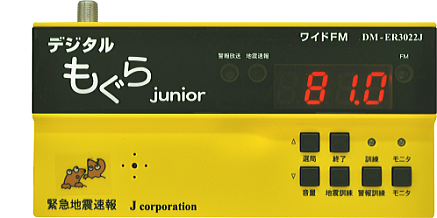 デジタル
もぐら
junior
ワイドFM DM-ER3022J
警報放送 地震速報 FM
81.0
△ 選局 終了 訓練 モニタ
▽ 音量 地震訓練 警報訓練 モニタ
緊急地震速報 J corporation